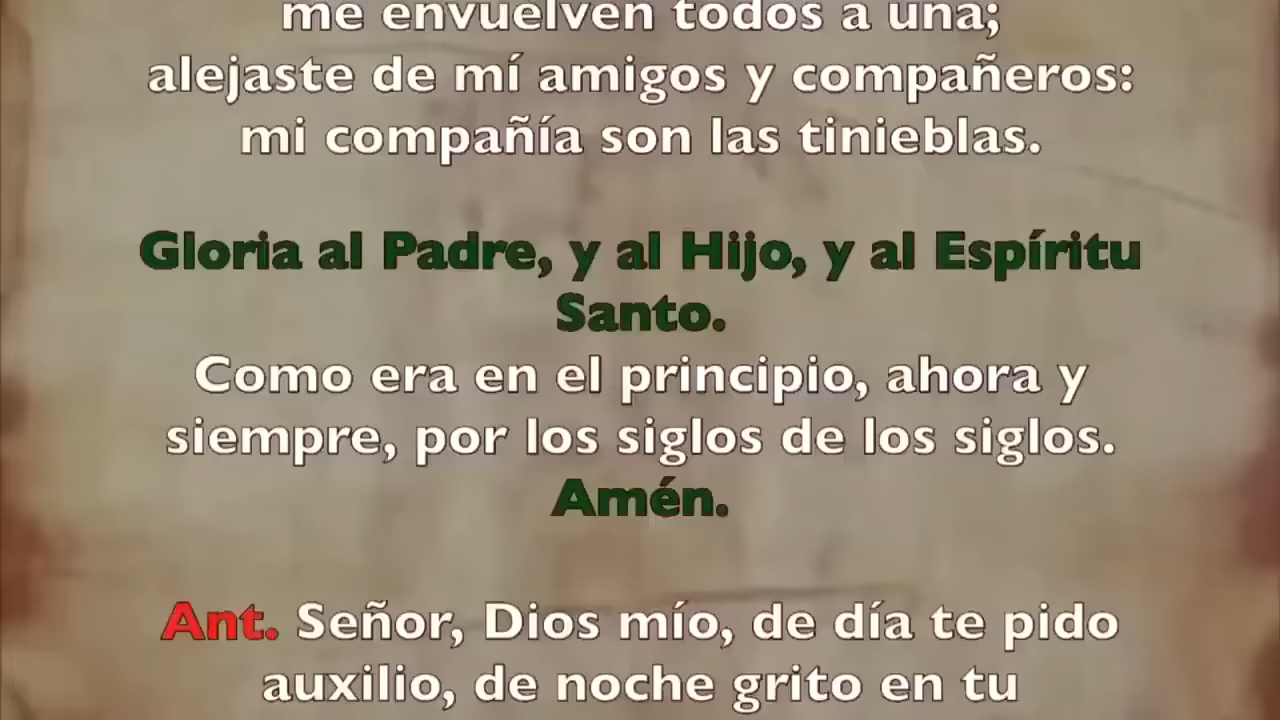 me envuelven todos a una;
alejaste de mí amigos y compañeros:
mi compañía son las tinieblas.
Gloria al Padre, y al Hijo, y al Espíritu
Santo.
Como era en el principio, ahora y
siempre, por los siglos de los siglos.
Amén.
Ant. Señor, Dios mío, de día te pido
auxilio, de noche grito en tu